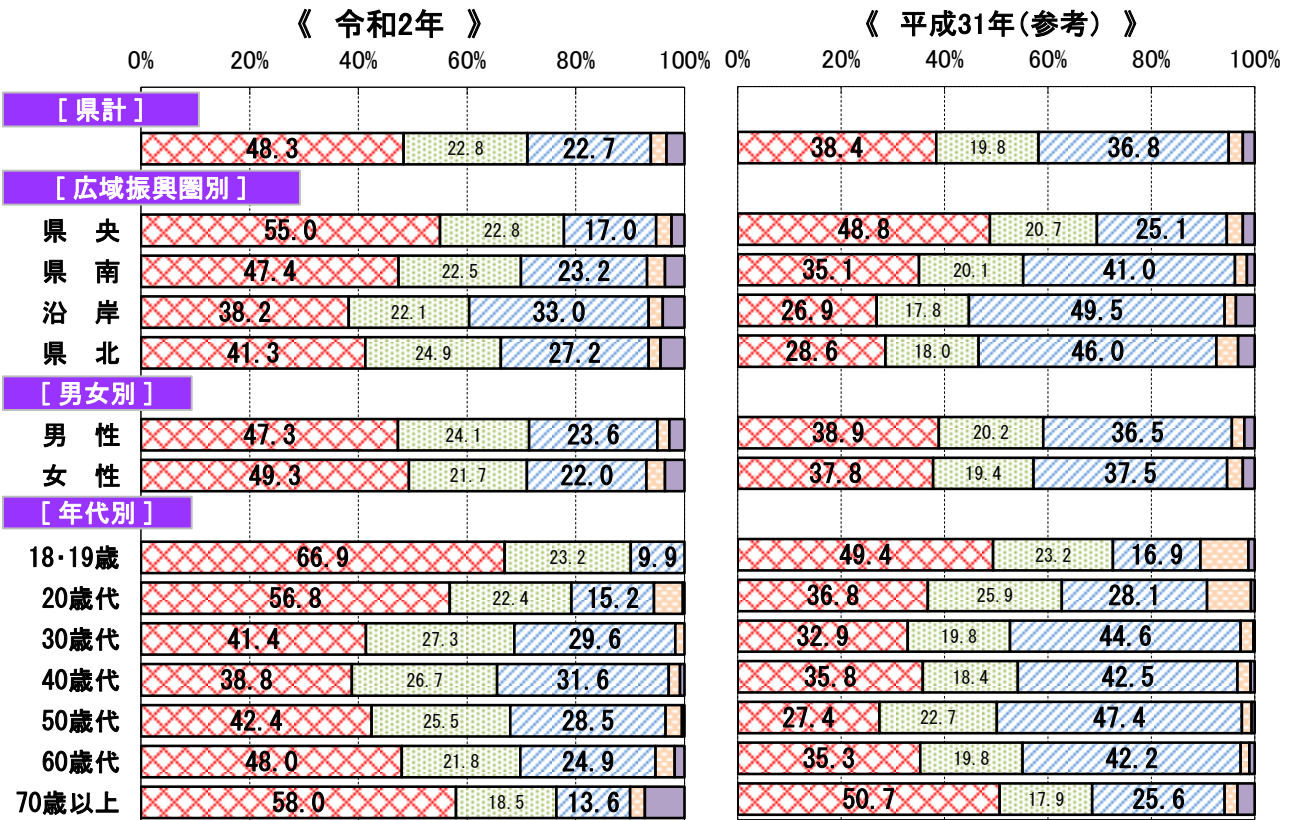 《 令和2年 》 《 平成31年（参考） 》
0% 20% 40% 60% 80% 100% 0% 20% 40% 60% 80% 100%
[ 県計 ]
48.3 22.8 22.7 38.4 19.8 36.8
[ 広域振興圏別 ]
県 央 55.0 22.8 17.0 48.8 20.7 25.1
県 南 47.4 22.5 23.2 35.1 20.1 41.0
沿 岸 38.2 22.1 33.0 26.9 17.8 49.5
県 北 41.3 24.9 27.2 28.6 18.0 46.0
[ 男女別 ]
男 性 47.3 24.1 23.6 38.9 20.2 36.5
女 性 49.3 21.7 22.0 37.8 19.4 37.5
[ 年代別 ]
18・19歳 66.9 23.2 9.9 49.4 23.2 16.9
20歳代 56.8 22.4 15.2 36.8 25.9 28.1
30歳代 41.4 27.3 29.6 32.9 19.8 44.6
40歳代 38.8 26.7 31.6 35.8 18.4 42.5
50歳代 42.4 25.5 28.5 27.4 22.7 47.4
60歳代 48.0 21.8 24.9 35.3 19.8 42.2
70歳以上 58.0 18.5 13.6 50.7 17.9 25.6